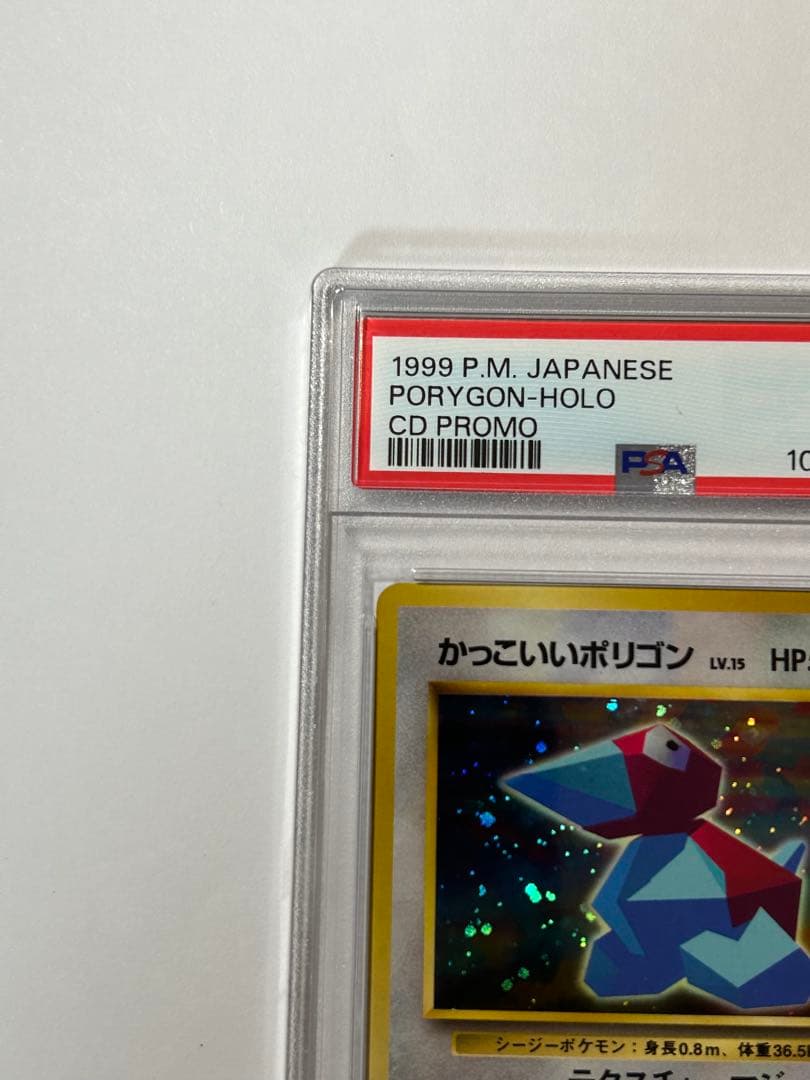 1999 P.M. JAPANESE
PORYGON-HOLO
CD PROMO
PSA
10
かっこいいポリゴン LV.15 HP
シージーポケモン：身長0.8m、体重36.5